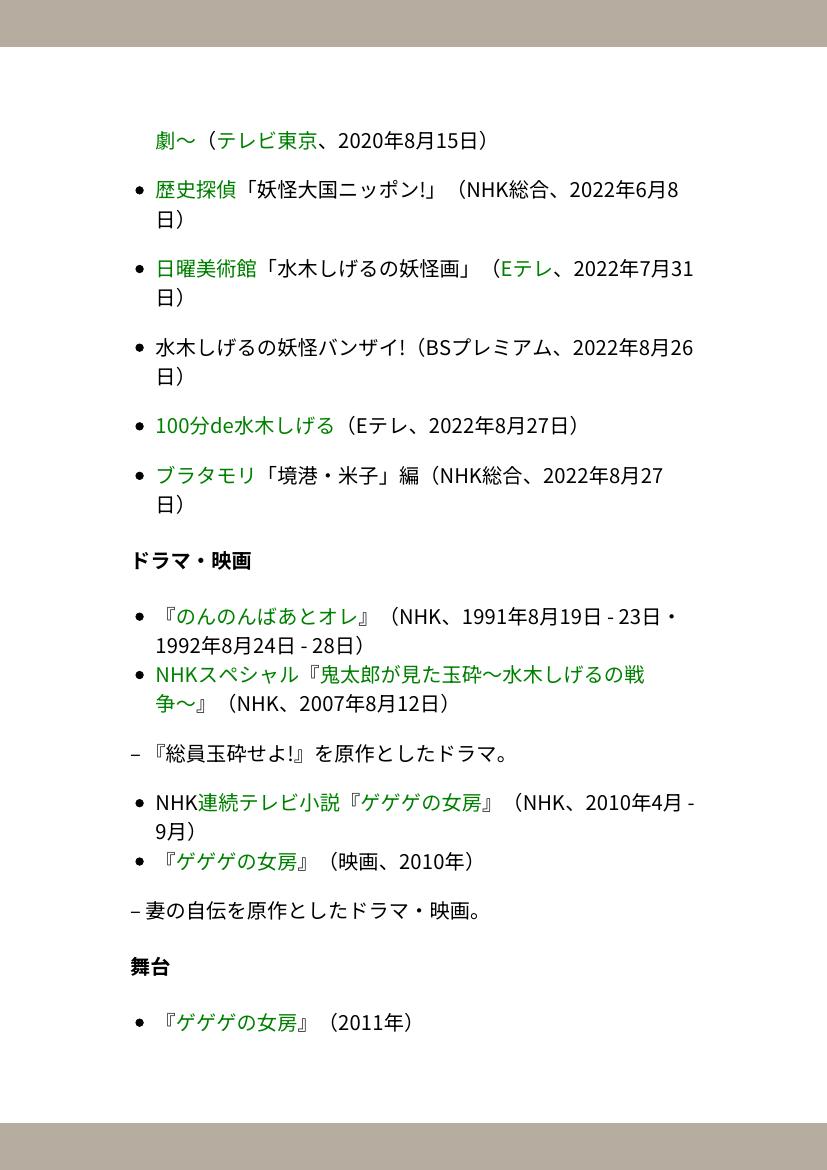 劇〜（テレビ東京、2020年8月15日）
• 歴史探偵「妖怪大国ニッポン!」（NHK総合、2022年6月8
日）
• 日曜美術館「水木しげるの妖怪画」（Eテレ、2022年7月31
日）
• 水木しげるの妖怪バンザイ!（BSプレミアム、2022年8月26
日）
• 100分de水木しげる（Eテレ、2022年8月27日）
• ブラタモリ「境港・米子」編（NHK総合、2022年8月27
日）
ドラマ・映画
• 『のんのんばあとオレ』（NHK、1991年8月19日 - 23日・
1992年8月24日 - 28日）
• NHKスペシャル『鬼太郎が見た玉砕〜水木しげるの戦
争〜』（NHK、2007年8月12日）
– 『総員玉砕せよ!』を原作としたドラマ。
• NHK連続テレビ小説『ゲゲゲの女房』（NHK、2010年4月 -
9月）
• 『ゲゲゲの女房』（映画、2010年）
– 妻の自伝を原作としたドラマ・映画。
舞台
• 『ゲゲゲの女房』（2011年）